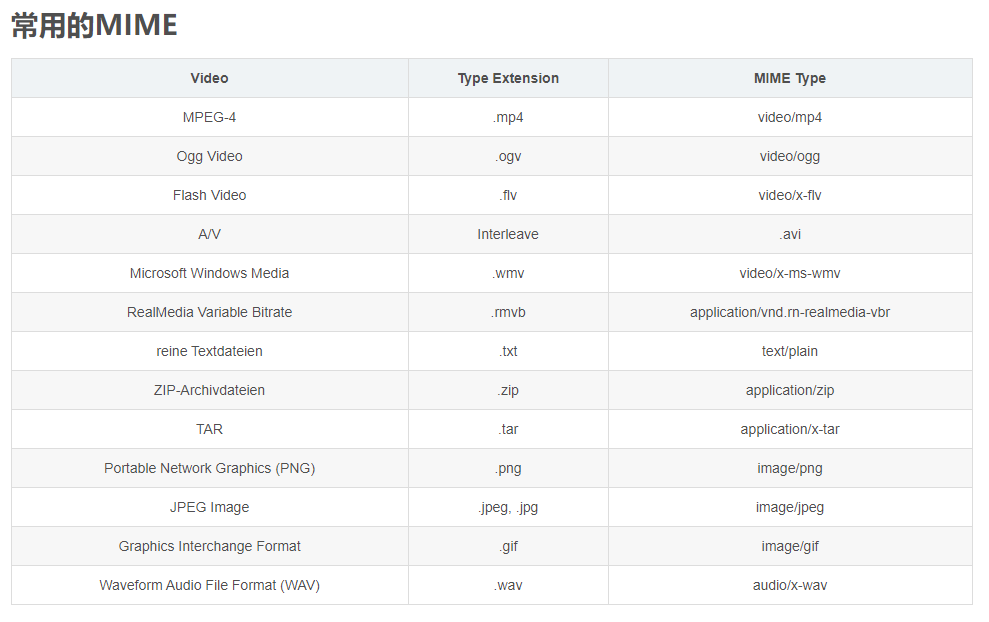 常用的MIME
Video Type Extension MIME Type
MPEG-4 .mp4 video/mp4
Ogg Video .ogv video/ogg
Flash Video .flv video/x-flv
A/V Interleave .avi
Microsoft Windows Media .wmv video/x-ms-wmv
RealMedia Variable Bitrate .rmvb application/vnd.rn-realmedia-vbr
reine Textdateien .txt text/plain
ZIP-Archivdateien .zip application/zip
TAR .tar application/x-tar
Portable Network Graphics (PNG) .png image/png
JPEG Image .jpeg, .jpg image/jpeg
Graphics Interchange Format .gif image/gif
Waveform Audio File Format (WAV) .wav audio/x-wav